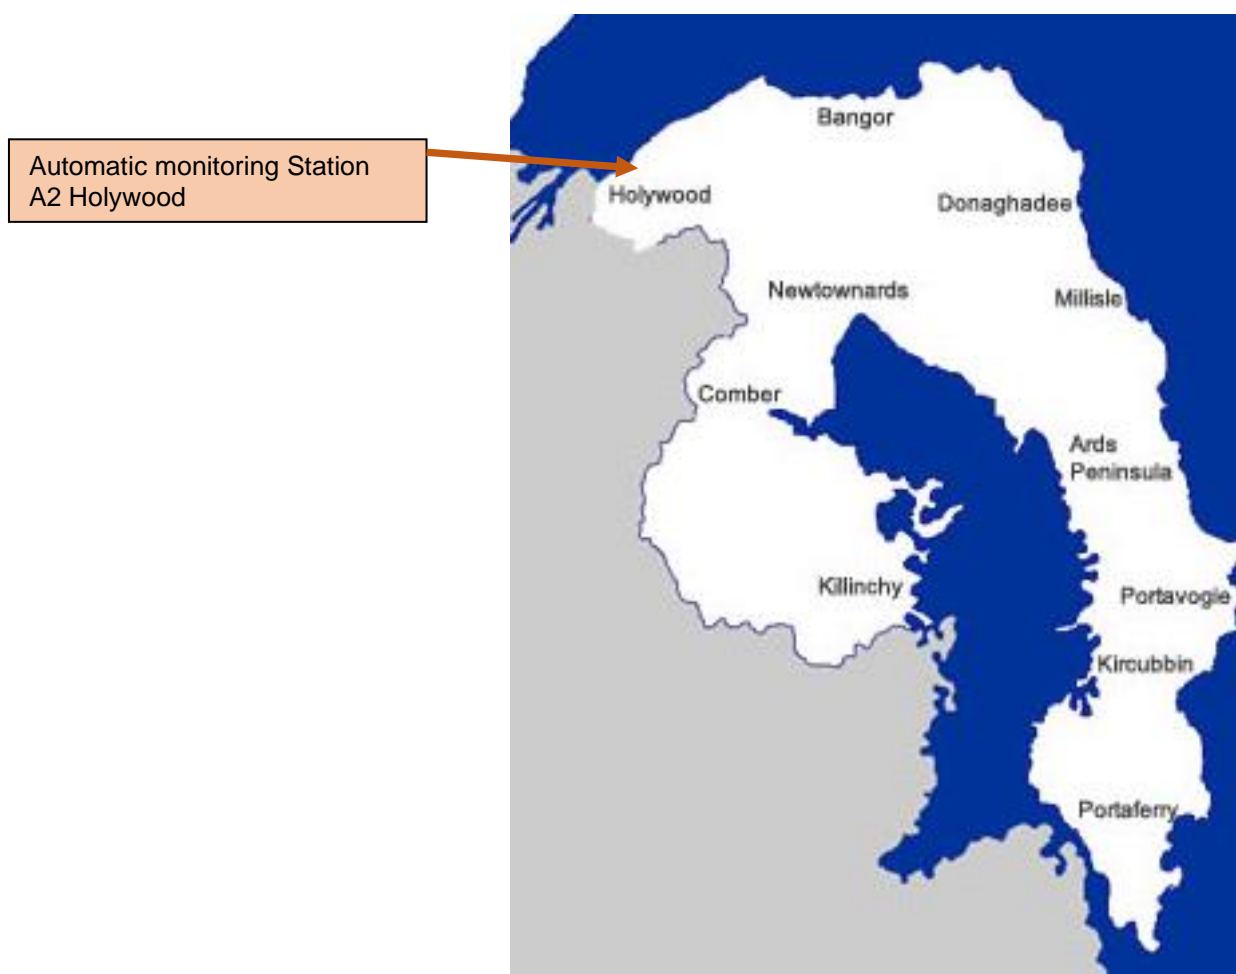 Bangor
Automatic monitoring Station
A2 Holywood
Holywood
Donaghadee
Newtownards
Millisle
Comber
Ards
Peninsula
Killinchy
Portavogie
Kircubbin
Portaferry